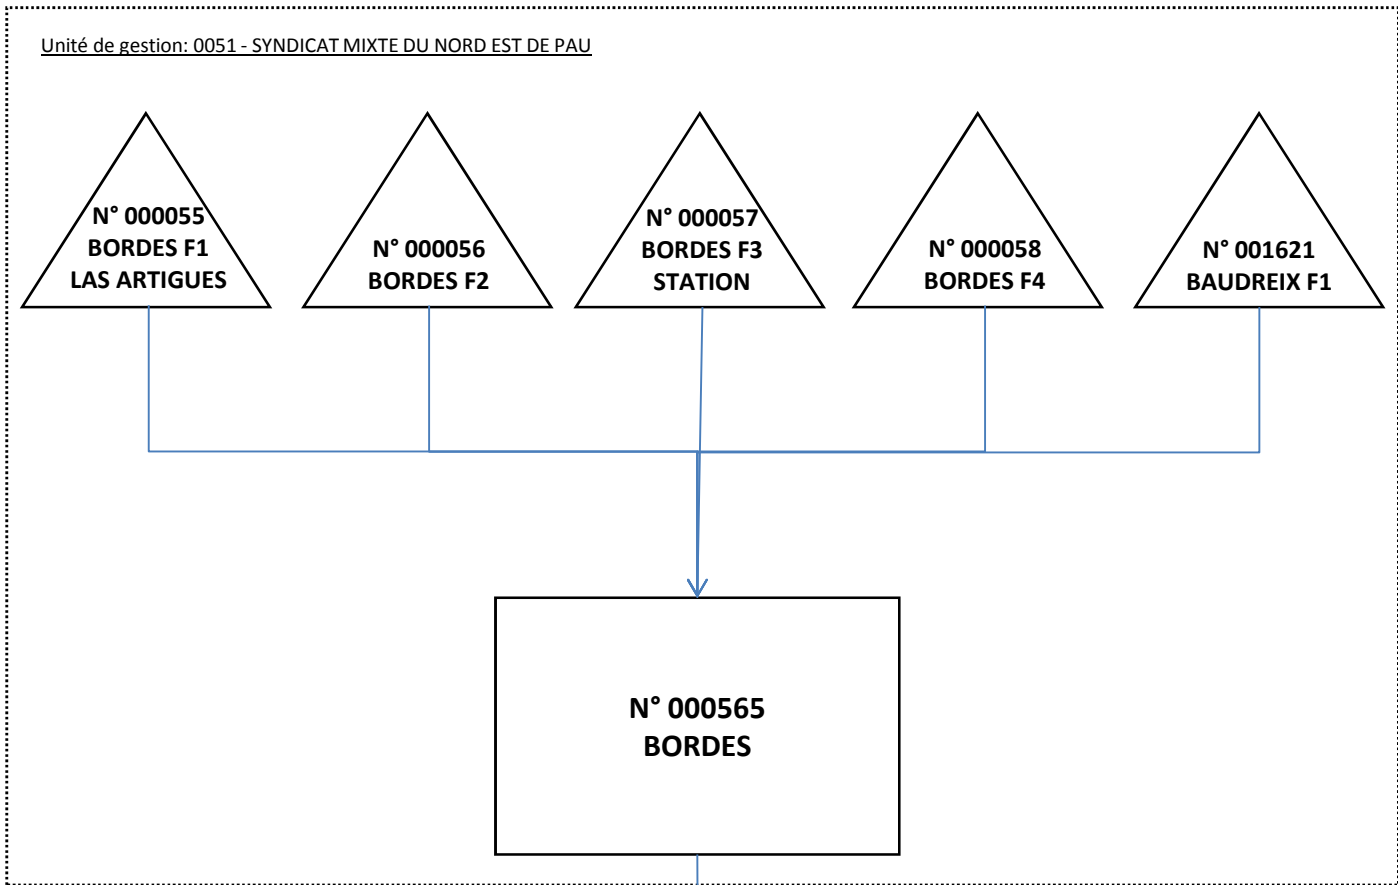 Unité de gestion: 0051 - SYNDICAT MIXTE DU NORD EST DE PAU
N° 000055
BORDES F1
LAS ARTIGUES
N° 000056
BORDES F2
N° 000057
BORDES F3
STATION
N° 000058
BORDES F4
N° 001621
BAUDREIX F1
N° 000565
BORDES